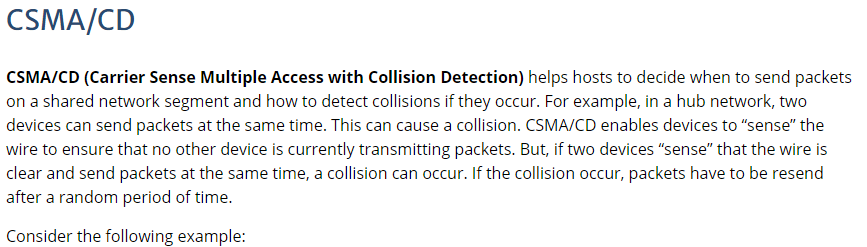 CSMA/CD
CSMA/CD (Carrier Sense Multiple Access with Collision Detection) helps hosts to decide when to send packets
on a shared network segment and how to detect collisions if they occur. For example, in a hub network, two
devices can send packets at the same time. This can cause a collision. CSMA/CD enables devices to “sense” the
wire to ensure that no other device is currently transmitting packets. But, if two devices “sense” that the wire is
clear and send packets at the same time, a collision can occur. If the collision occur, packets have to be resend
after a random period of time.
Consider the following example: